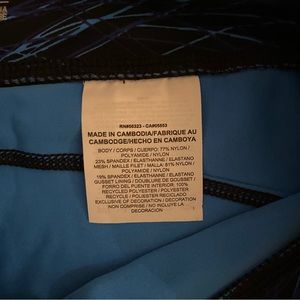 RN#56323 - CA#05553
MADE IN CAMBODIA/FABRIQUE AU
CAMBODGE/HECHO EN CAMBOYA
BODY / CORPS / CUERPO: 77% NYLON /
POLYAMIDE / NYLON
23% SPANDEX / ELASTHANNE / ELASTANO
MESH / MAILLE FILET / MALLA: 81% NYLON /
POLYAMIDE / NYLON
19% SPANDEX / ELASTHANNE / ELASTANO
GUSSET LINING / DOUBLURE DE GOUSSET /
FORRO DEL FUENTE INTERIOR: 100%
RECYCLED POLYESTER / POLYESTER
RECYCLÉ / POLIÉSTER RECICLADO
EXCLUSIVE OF DECORATION / DÉCORATION
NON COMPRISE / NO INCLUYE LA
DECORACIÓN